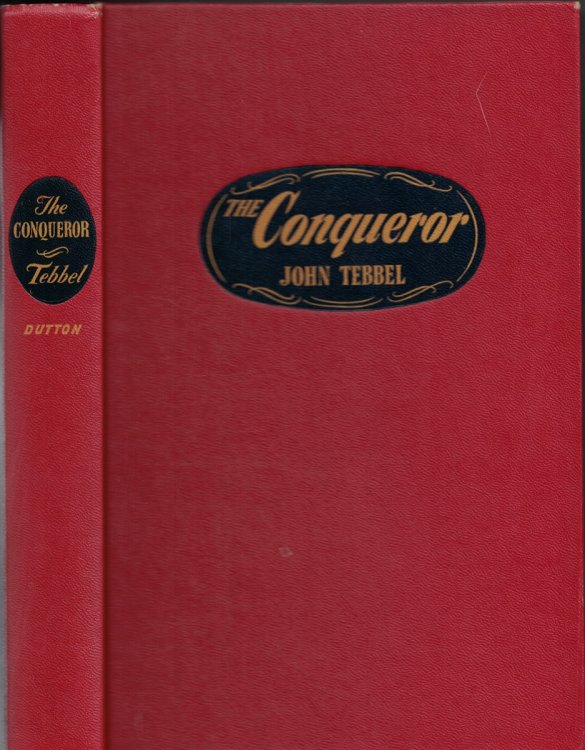 The
CONQUEROR
Tebbel
DUTTON
THE Conqueror
JOHN TEBBEL